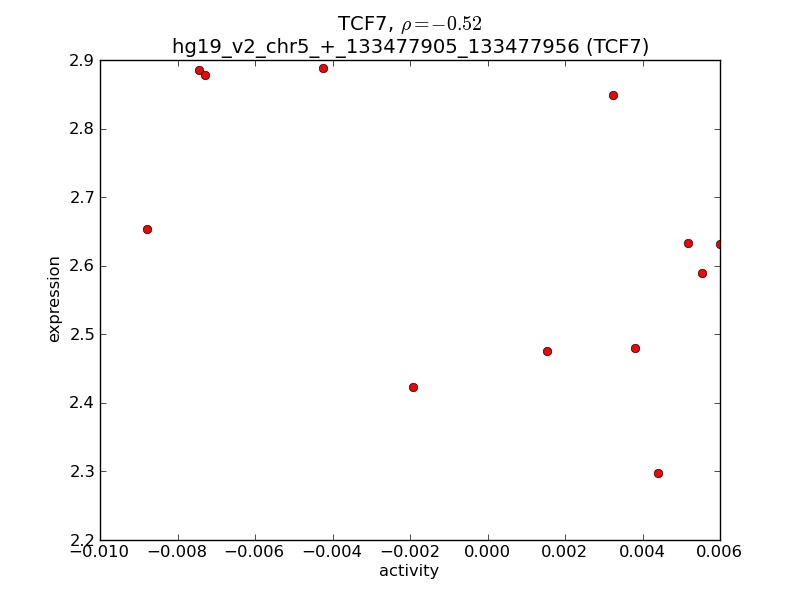 TCF7, ρ = −0.52
hg19_v2_chr5_+_133477905_133477956 (TCF7)
2.9
2.8
2.7
2.6
2.5
2.4
2.3
2.2
expression
−0.010 −0.008 −0.006 −0.004 −0.002 0.000 0.002 0.004 0.006
activity